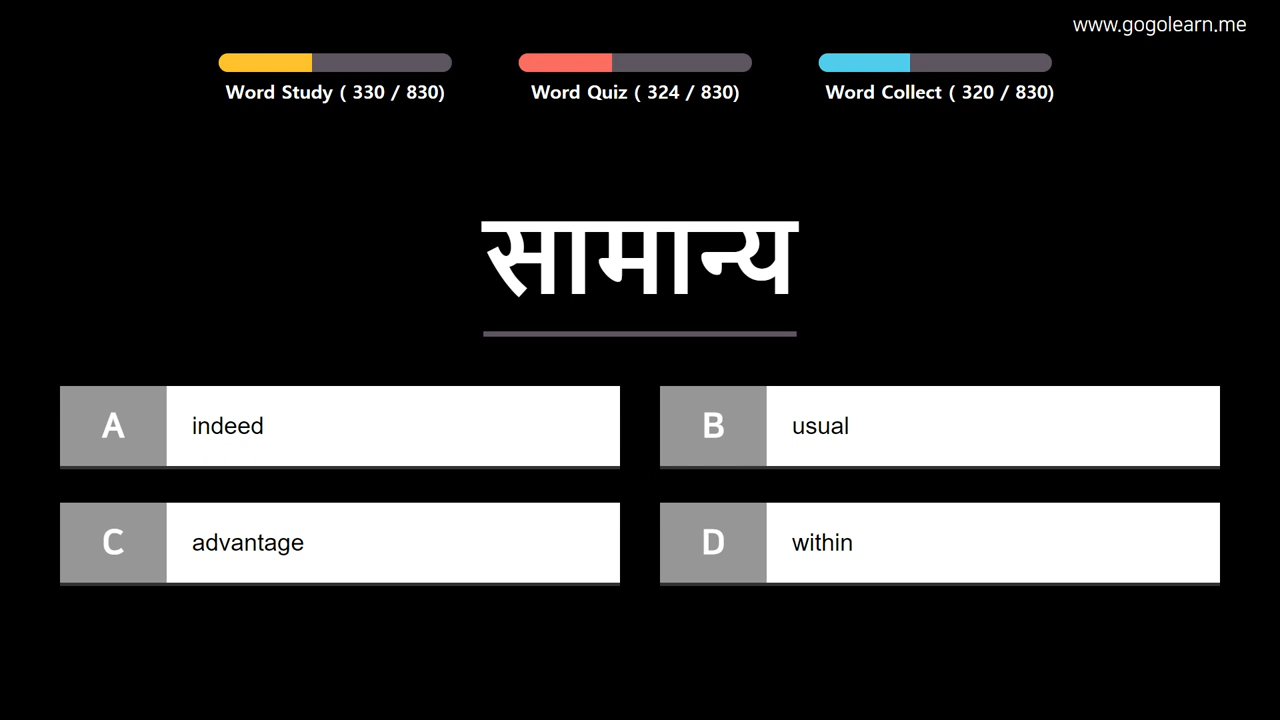 www.gogolearn.me
Word Study ( 330 / 830)
Word Quiz ( 324 / 830)
Word Collect ( 320 / 830)
सामान्य
A indeed
B usual
C advantage
D within